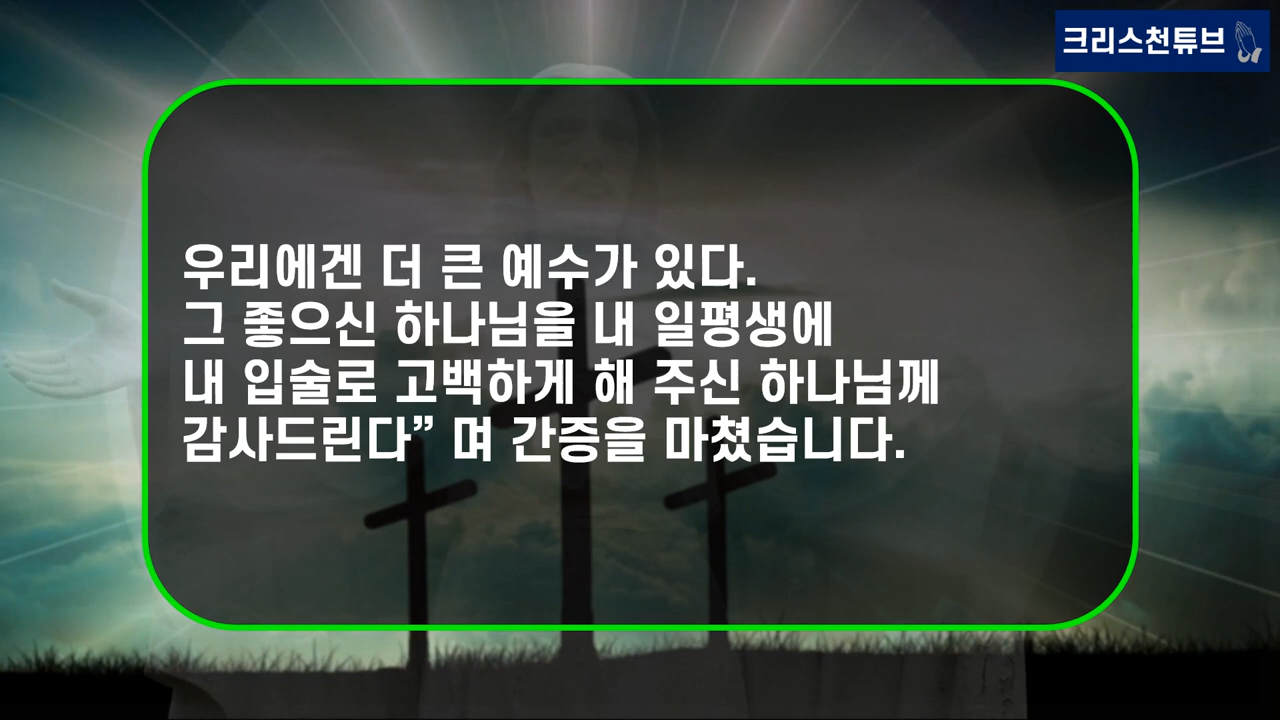 크리스천튜브
우리에겐 더 큰 예수가 있다.
그 좋으신 하나님을 내 일평생에
내 입술로 고백하게 해 주신 하나님께
감사드린다” 며 간증을 마쳤습니다.